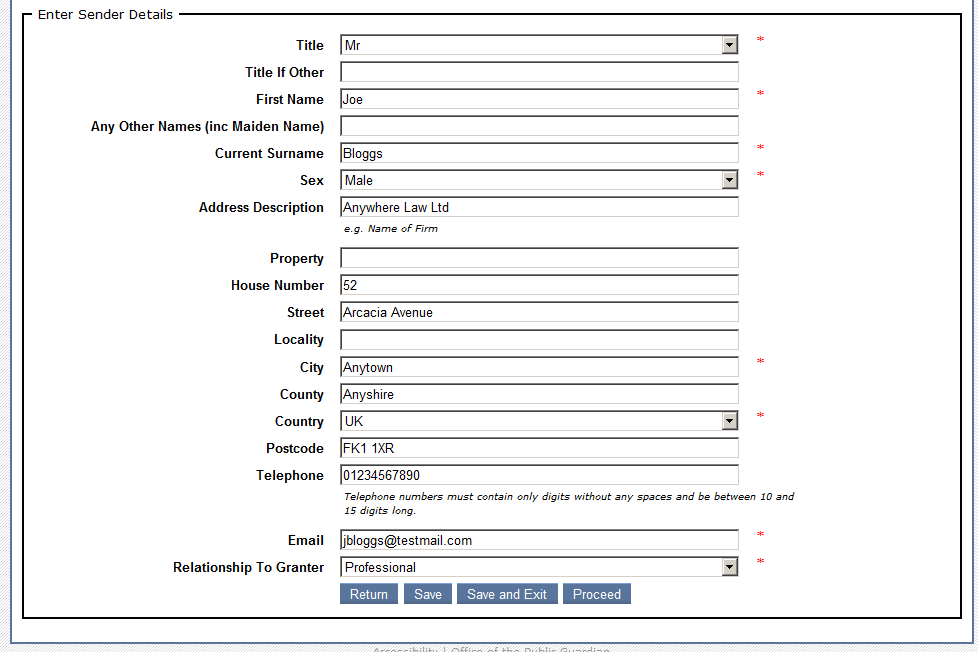 Enter Sender Details
Title Mr *
Title If Other
First Name Joe *
Any Other Names (inc Maiden Name)
Current Surname Bloggs *
Sex Male *
Address Description Anywhere Law Ltd
e.g. Name of Firm
Property
House Number 52
Street Arcacia Avenue
Locality
City Anytown *
County Anyshire
Country UK *
Postcode FK1 1XR
Telephone 01234567890
Telephone numbers must contain only digits without any spaces and be between 10 and
15 digits long.
Email jbloggs@testmail.com *
Relationship To Granter Professional *
Return Save Save and Exit Proceed
Accessibility | Office of the Public Guardian